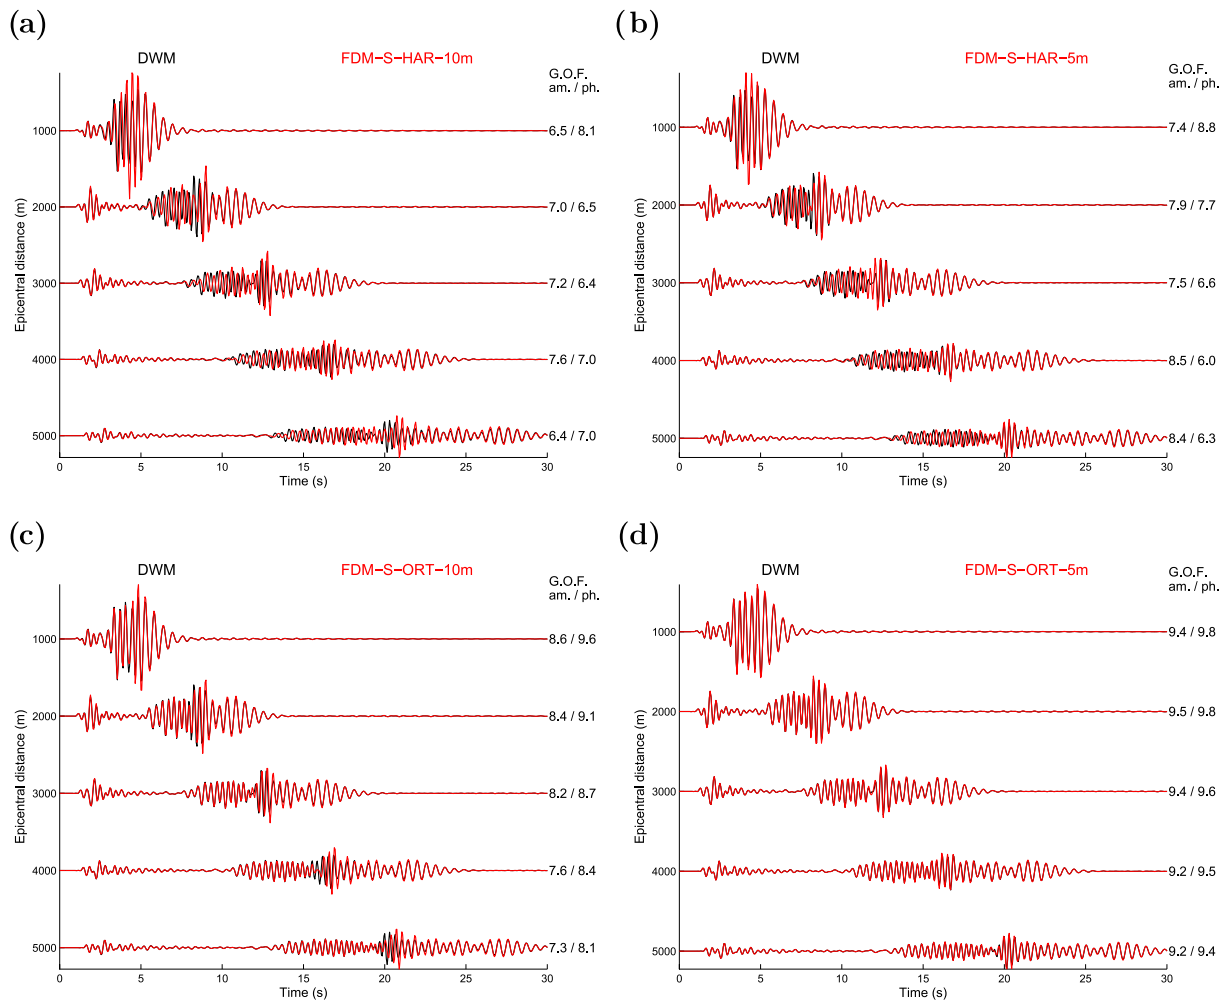 (a)
DWM FDM–S–HAR–10m G.O.F.
am. / ph.
1000 6.5 / 8.1
2000 7.0 / 6.5
3000 7.2 / 6.4
4000 7.6 / 7.0
5000 6.4 / 7.0
Epicentral distance (m)
0 5 10 15 20 25 30
Time (s)
(b)
DWM FDM–S–HAR–5m G.O.F.
am. / ph.
1000 7.4 / 8.8
2000 7.9 / 7.7
3000 7.5 / 6.6
4000 8.5 / 6.0
5000 8.4 / 6.3
Epicentral distance (m)
0 5 10 15 20 25 30
Time (s)
(c)
DWM FDM–S–ORT–10m G.O.F.
am. / ph.
1000 8.6 / 9.6
2000 8.4 / 9.1
3000 8.2 / 8.7
4000 7.6 / 8.4
5000 7.3 / 8.1
Epicentral distance (m)
0 5 10 15 20 25 30
Time (s)
(d)
DWM FDM–S–ORT–5m G.O.F.
am. / ph.
1000 9.4 / 9.8
2000 9.5 / 9.8
3000 9.4 / 9.6
4000 9.2 / 9.5
5000 9.2 / 9.4
Epicentral distance (m)
0 5 10 15 20 25 30
Time (s)